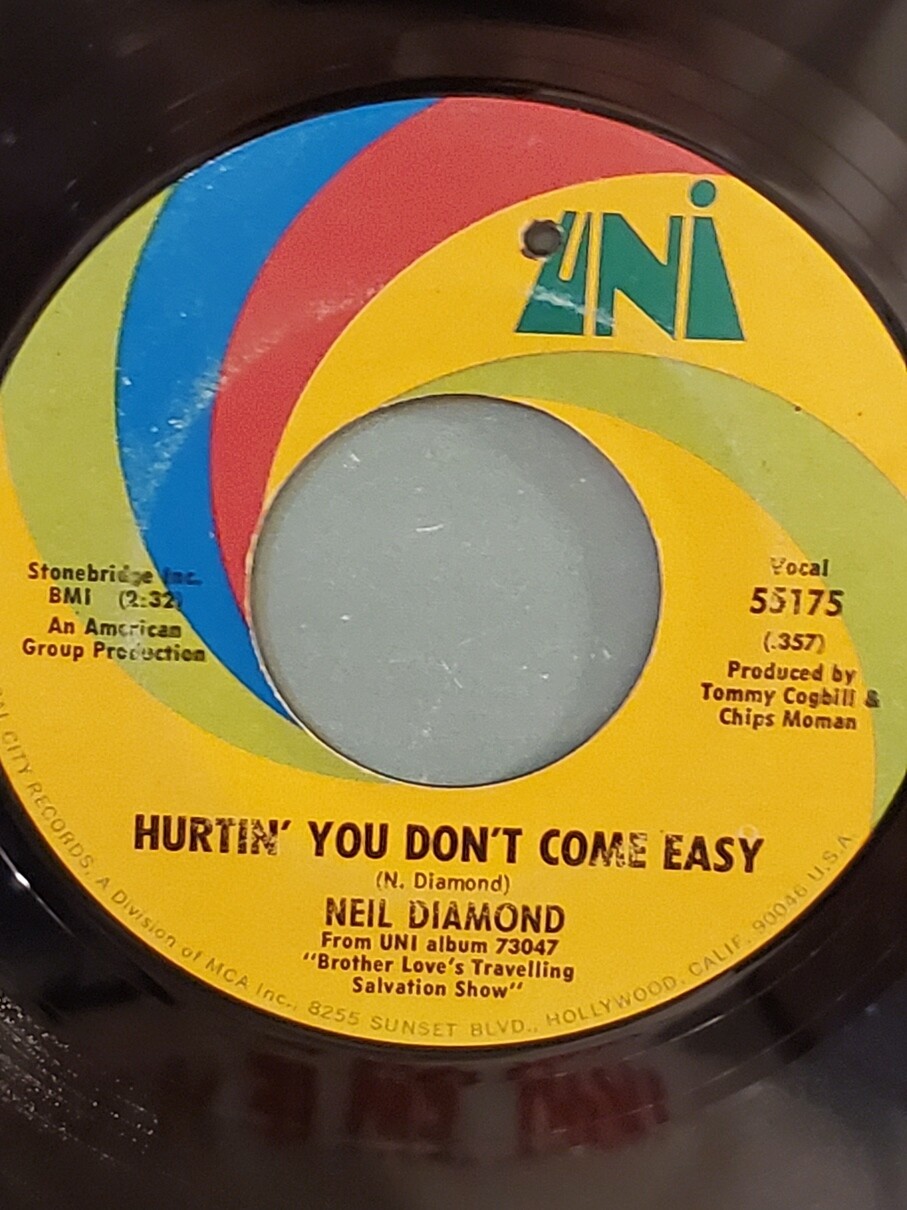 UNI
Stonebridge Inc.
BMI (2:32)
An American
Group Production
Vocal
55175
(.357)
Produced by
Tommy Cogbill &
Chips Moman
HURTIN' YOU DON'T COME EASY
(N. Diamond)
NEIL DIAMOND
From UNI album 73047
"Brother Love's Travelling
Salvation Show"
CITY RECORDS, A Division of MCA Inc., 8255 SUNSET BLVD., HOLLYWOOD, CALIF. 90046 U.S.A.